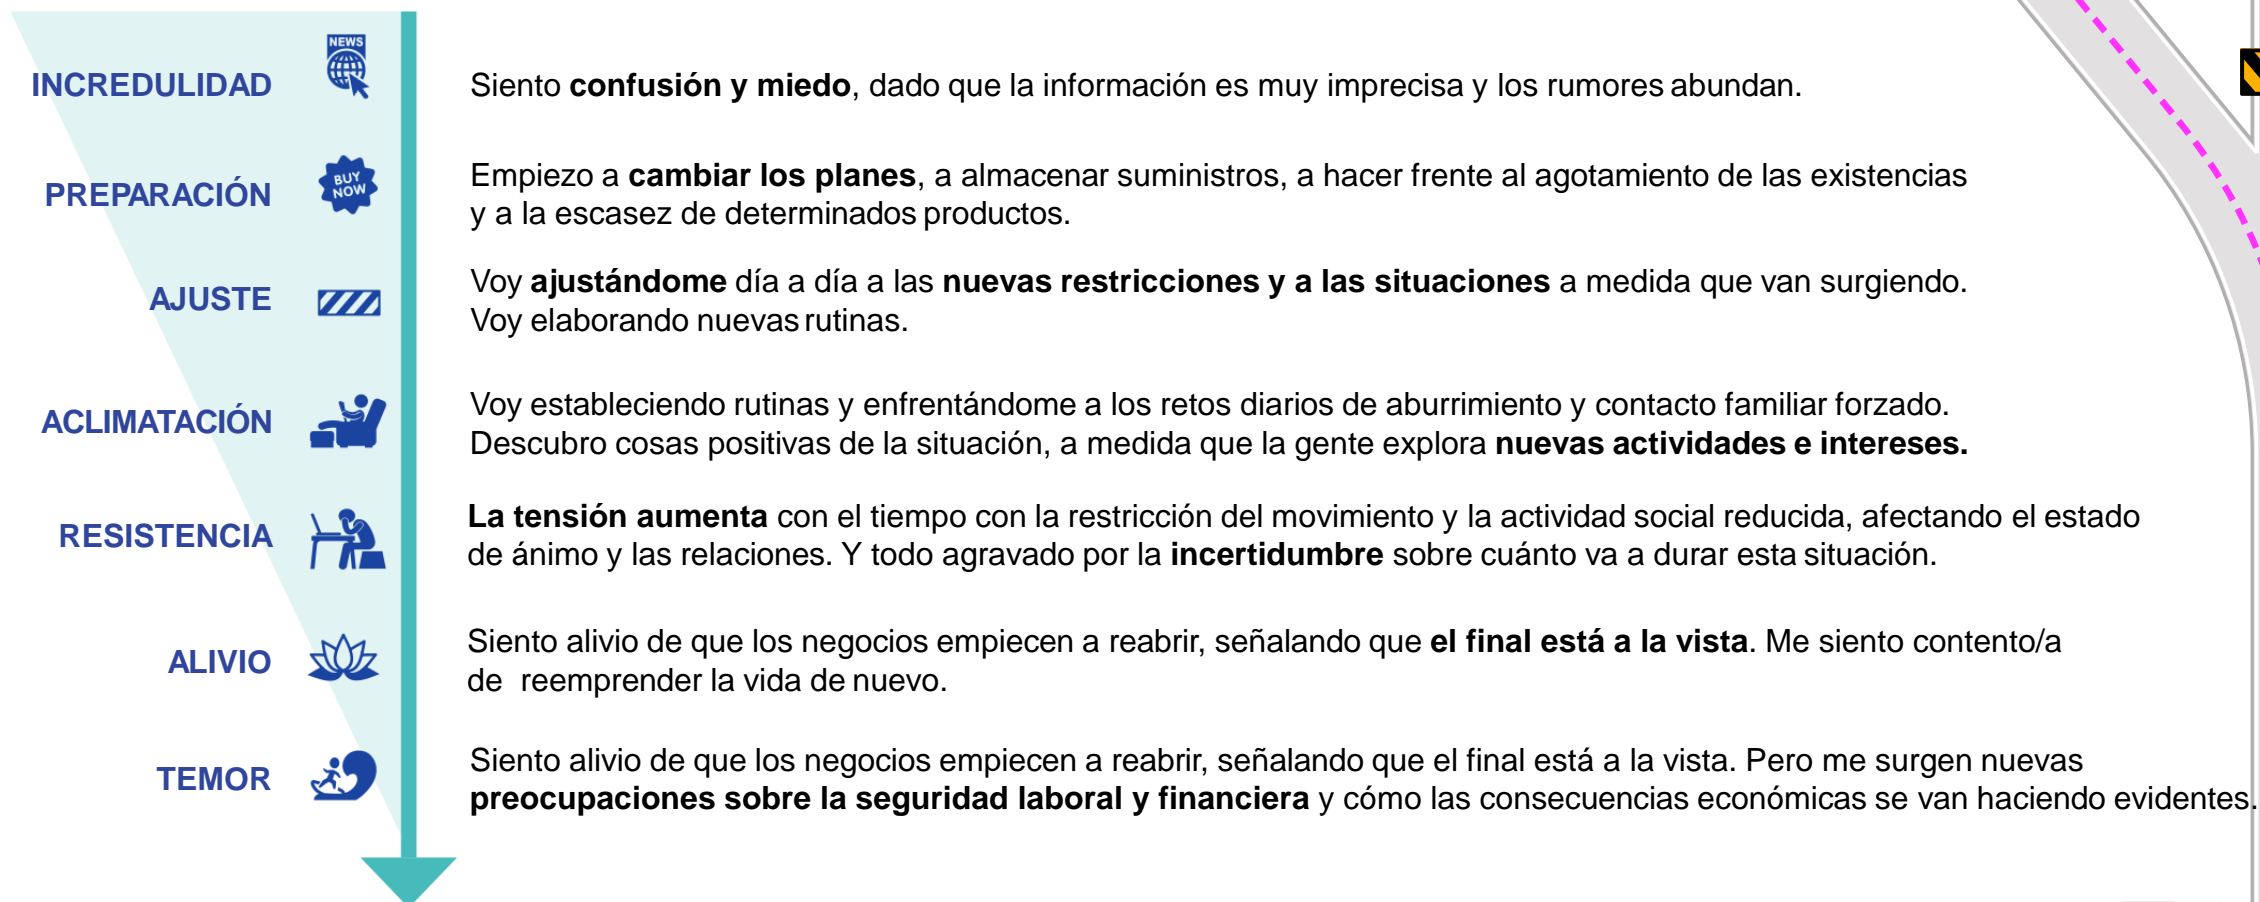 NEWS
INCREDULIDAD
Siento confusión y miedo, dado que la información es muy imprecisa y los rumores abundan.
BUY
NOW
PREPARACIÓN
Empiezo a cambiar los planes, a almacenar suministros, a hacer frente al agotamiento de las existencias
y a la escasez de determinados productos.
AJUSTE
Voy ajustándome día a día a las nuevas restricciones y a las situaciones a medida que van surgiendo.
Voy elaborando nuevas rutinas.
ACLIMATACIÓN
Voy estableciendo rutinas y enfrentándome a los retos diarios de aburrimiento y contacto familiar forzado.
Descubro cosas positivas de la situación, a medida que la gente explora nuevas actividades e intereses.
RESISTENCIA
La tensión aumenta con el tiempo con la restricción del movimiento y la actividad social reducida, afectando el estado
de ánimo y las relaciones. Y todo agravado por la incertidumbre sobre cuánto va a durar esta situación.
ALIVIO
Siento alivio de que los negocios empiecen a reabrir, señalando que el final está a la vista. Me siento contento/a
de reemprender la vida de nuevo.
TEMOR
Siento alivio de que los negocios empiecen a reabrir, señalando que el final está a la vista. Pero me surgen nuevas
preocupaciones sobre la seguridad laboral y financiera y cómo las consecuencias económicas se van haciendo evidentes.